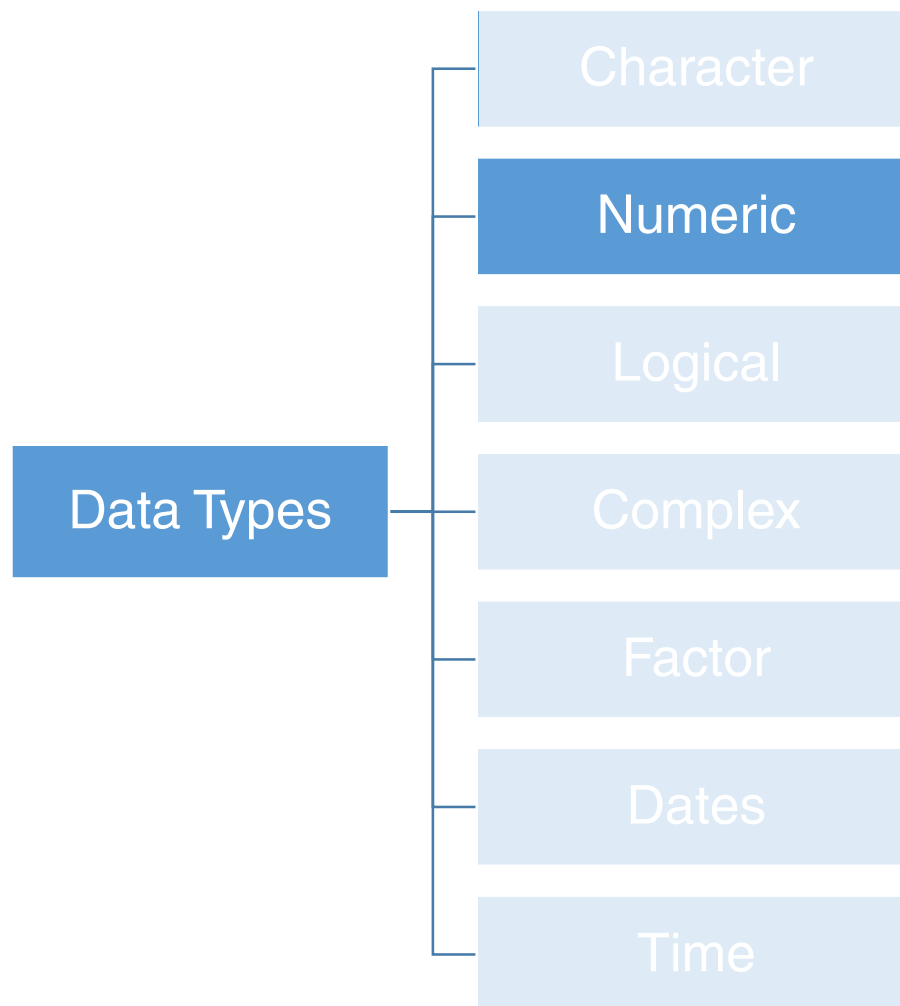 Character
Numeric
Logical
Data Types
Complex
Factor
Dates
Time